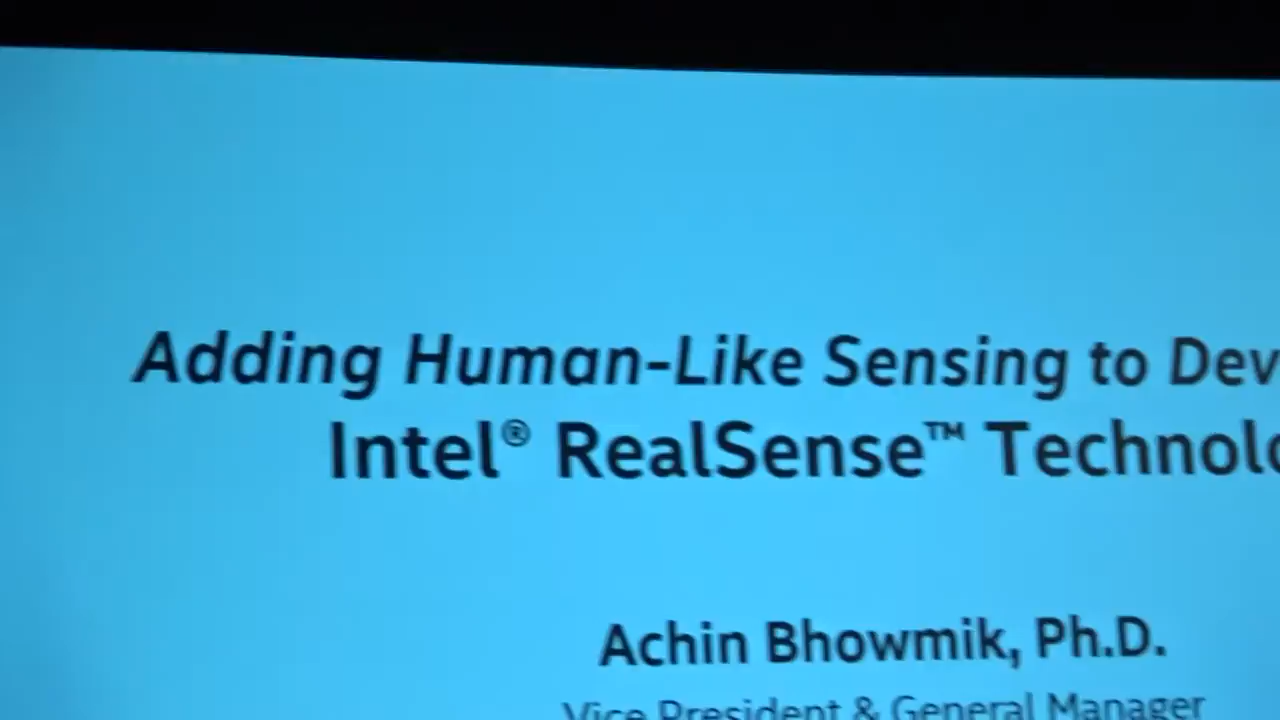 Adding Human-Like Sensing to Dev
Intel® RealSense™ Technolo
Achin Bhowmik, Ph.D.
Vice President & General Manager